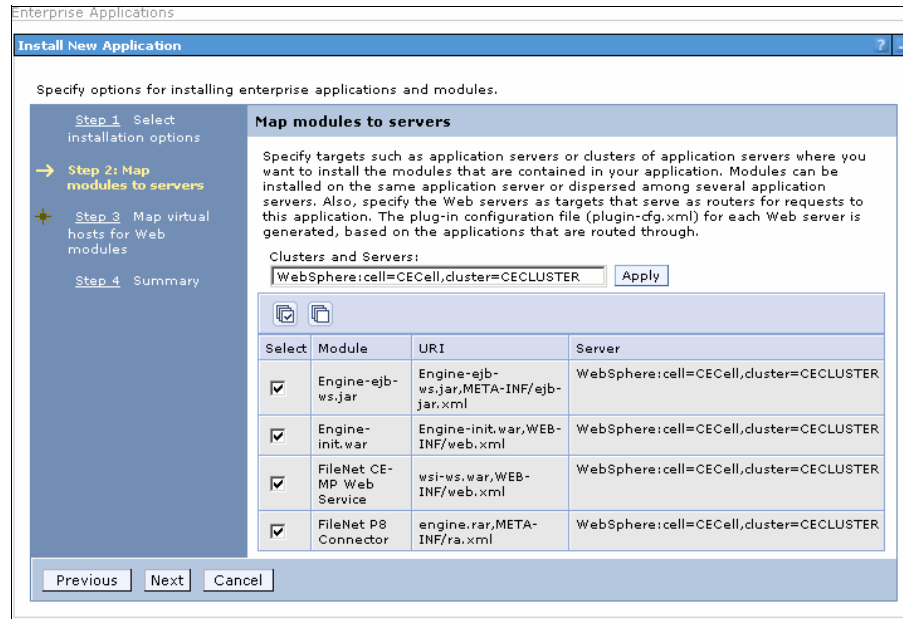 Enterprise Applications
Install New Application
?
Specify options for installing enterprise applications and modules.
Step 1 Select
installation options
Step 2: Map
modules to servers
Step 3 Map virtual
hosts for Web
modules
Step 4 Summary
Map modules to servers
Specify targets such as application servers or clusters of application servers where you
want to install the modules that are contained in your application. Modules can be
installed on the same application server or dispersed among several application
servers. Also, specify the Web servers as targets that serve as routers for requests to
this application. The plug-in configuration file (plugin-cfg.xml) for each Web server is
generated, based on the applications that are routed through.
Clusters and Servers:
WebSphere:cell=CECell,cluster=CECLUSTER Apply
Select Module URI Server
Engine-ejb-
ws.jar
Engine-ejb-
ws.jar,META-INF/ejb-
jar.xml
WebSphere:cell=CECell,cluster=CECLUSTER
Engine-
init.war
Engine-init.war,WEB-
INF/web.xml
WebSphere:cell=CECell,cluster=CECLUSTER
FileNet CE-
MP Web
Service
wsi-ws.war,WEB-
INF/web.xml
WebSphere:cell=CECell,cluster=CECLUSTER
FileNet P8
Connector
engine.rar,META-
INF/ra.xml
WebSphere:cell=CECell,cluster=CECLUSTER
Previous Next Cancel